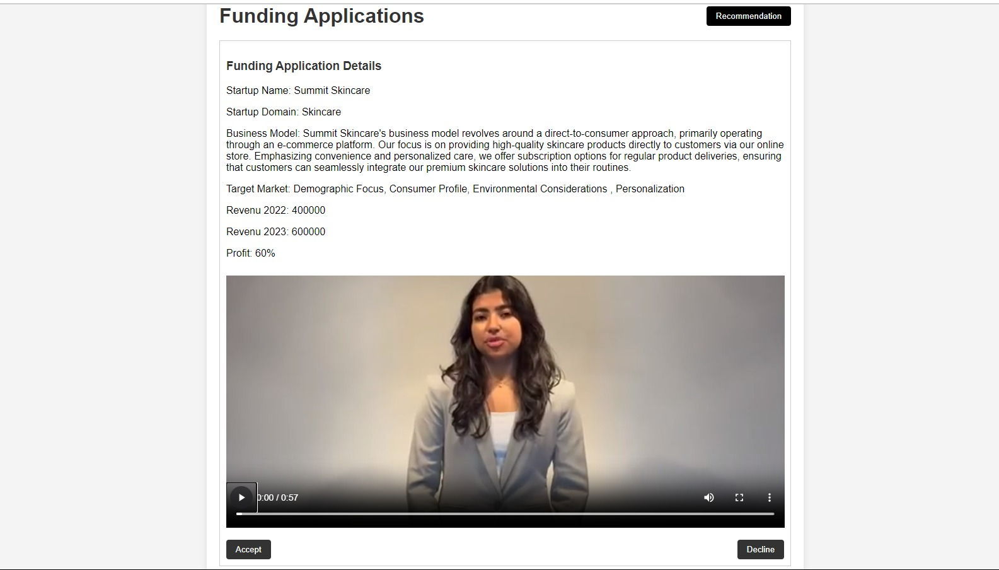 Funding Applications
Recommendation
Funding Application Details
Startup Name: Summit Skincare
Startup Domain: Skincare
Business Model: Summit Skincare's business model revolves around a direct-to-consumer approach, primarily operating
through an e-commerce platform. Our focus is on providing high-quality skincare products directly to customers via our online
store. Emphasizing convenience and personalized care, we offer subscription options for regular product deliveries, ensuring
that customers can seamlessly integrate our premium skincare solutions into their routines.
Target Market: Demographic Focus, Consumer Profile, Environmental Considerations , Personalization
Revenu 2022: 400000
Revenu 2023: 600000
Profit: 60%
0:00 / 0:57
Accept
Decline